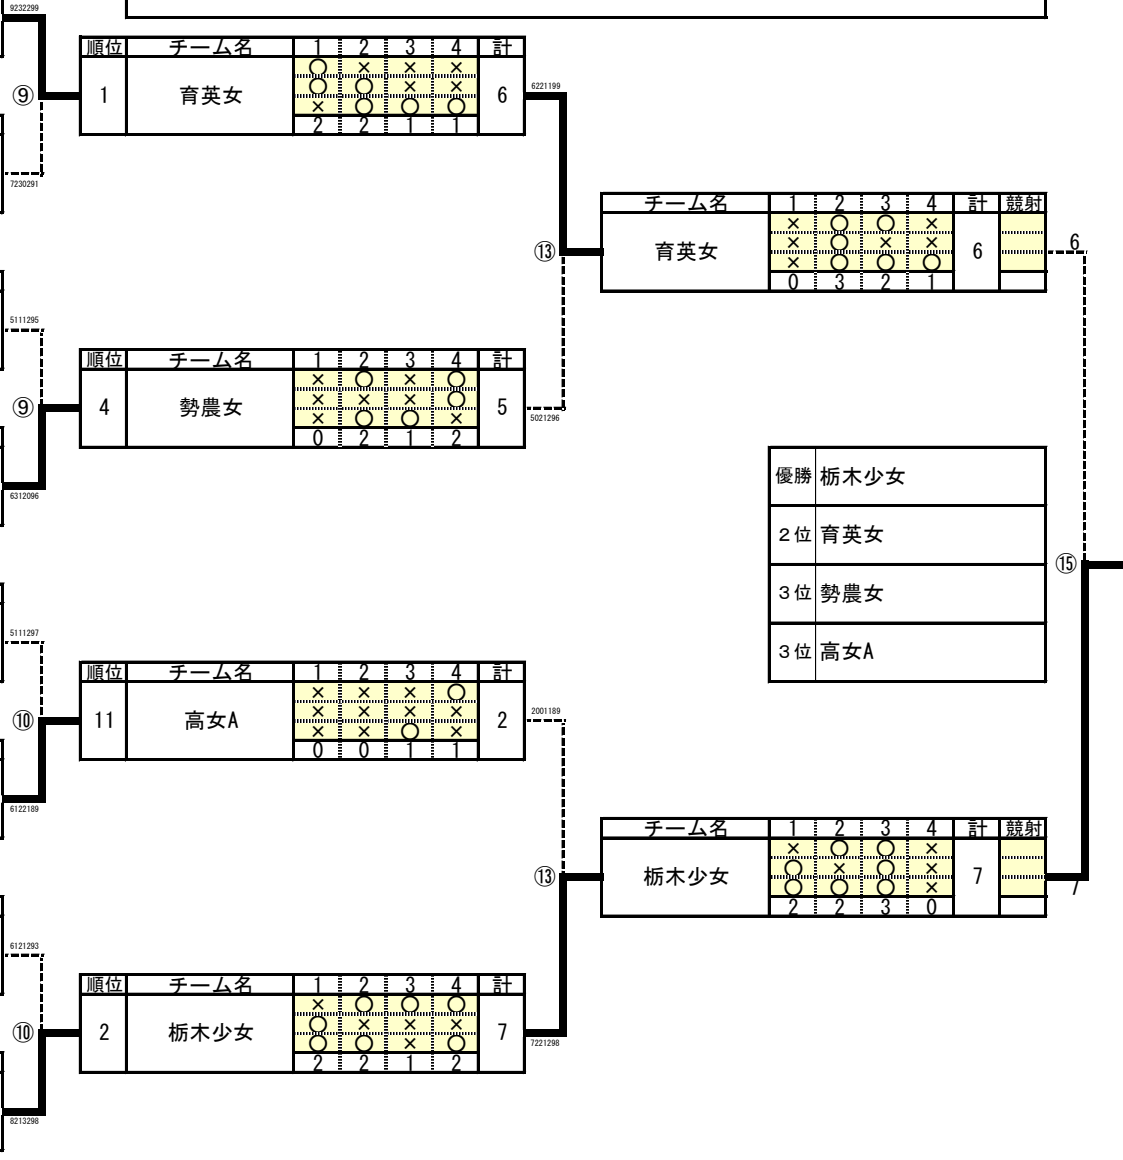 9232299
順位 チーム名 1 2 3 4 計
⑨ 1 育英女 6
○ × × ×
○ ○ × ×
× ○ ○ ○
2 2 1 1
7230291
6221199
チーム名 1 2 3 4 計 競射
⑬ 育英女 6
× ○ ○ ×
× ○ × ×
× ○ ○ ○
0 3 2 1
6
5111295
順位 チーム名 1 2 3 4 計
⑨ 4 勢農女 5
× ○ × ○
× × × ○
× ○ ○ ×
0 2 1 2
6312096
5021296
優勝 栃木少女
2位 育英女
3位 勢農女
3位 高女A
⑮
5111297
順位 チーム名 1 2 3 4 計
⑩ 11 高女A 2
× × × ○
× × × ×
× × ○ ×
0 0 1 1
6122189
2001189
チーム名 1 2 3 4 計 競射
⑬ 栃木少女 7
× ○ ○ ×
○ × ○ ×
○ ○ ○ ×
2 2 3 0
7
6121293
順位 チーム名 1 2 3 4 計
⑩ 2 栃木少女 7
× ○ ○ ○
○ × × ×
○ ○ × ○
2 2 1 2
8213298
7221298